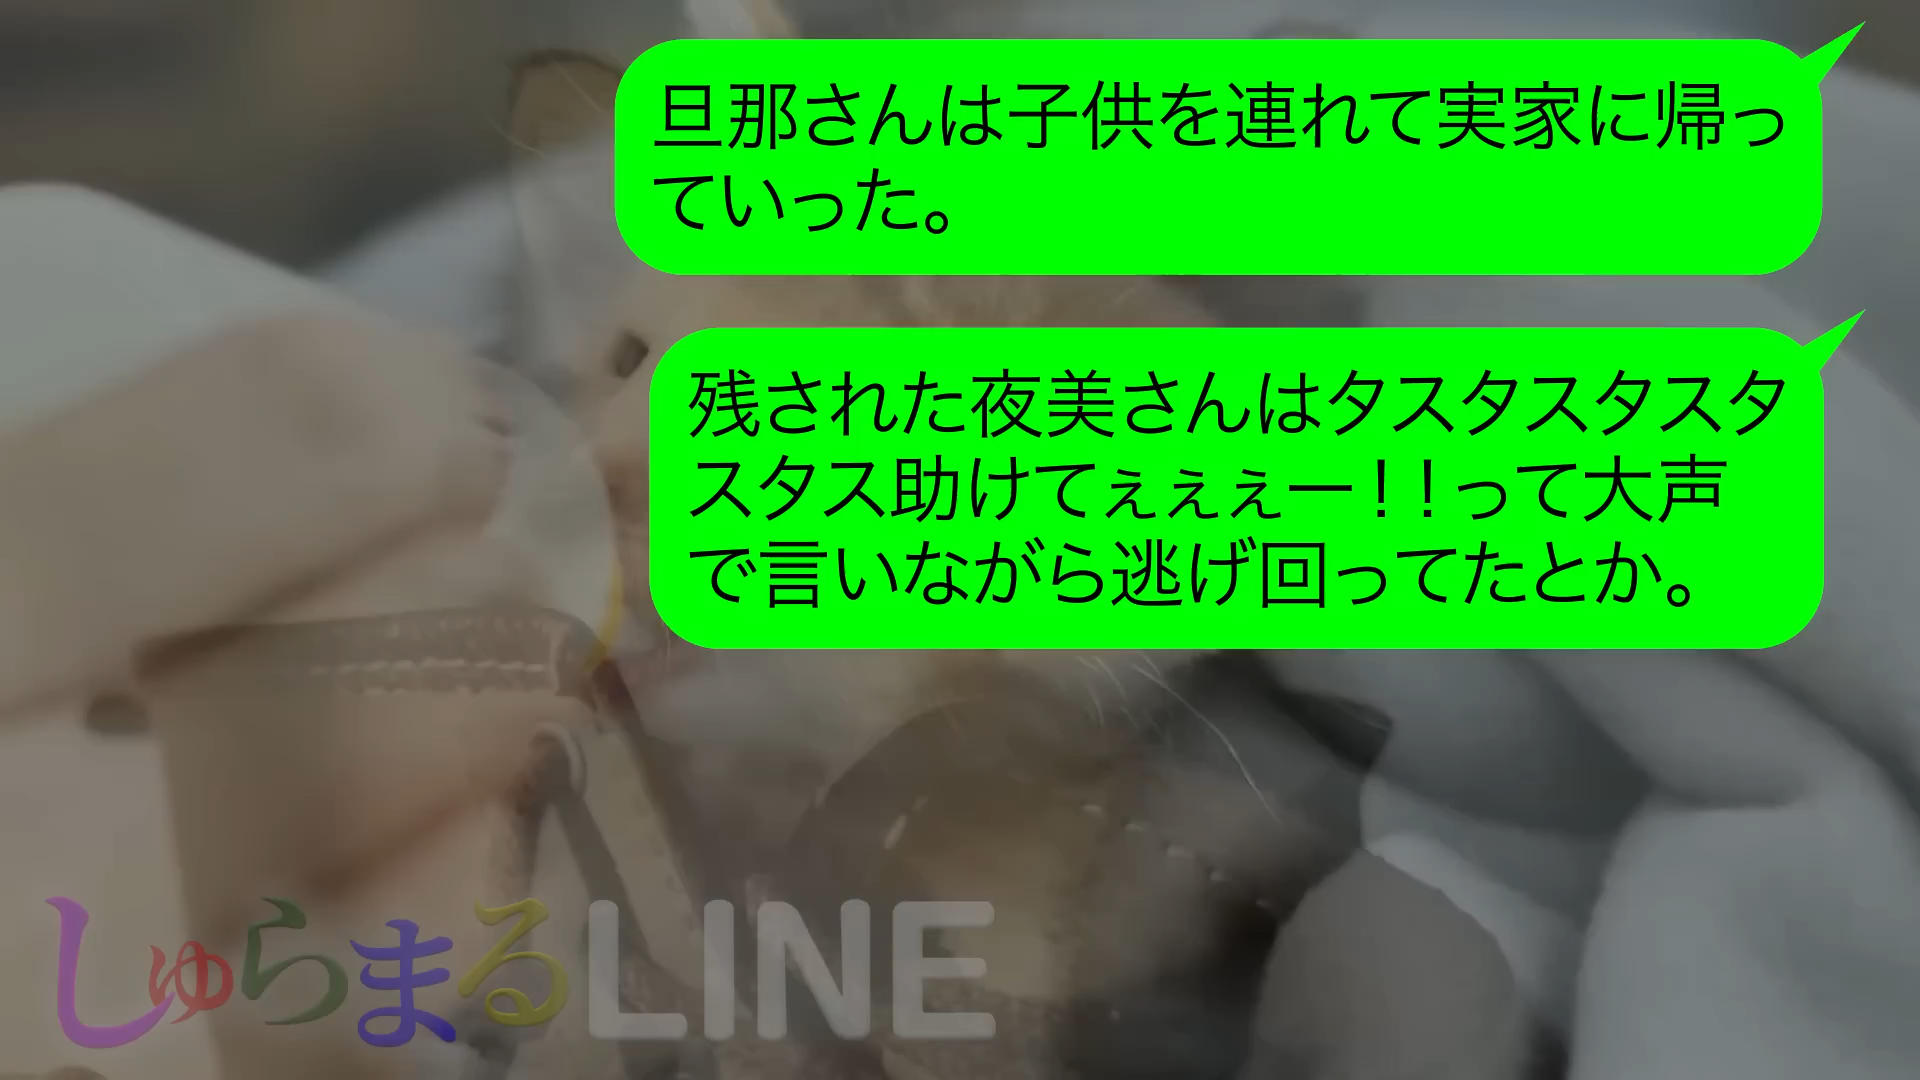 旦那さんは子供を連れて実家に帰っ
ていった。
残された夜美さんはタスタスタスタ
スタス助けてぇぇぇー！！って大声
で言いながら逃げ回ってたとか。
しゅらまるLINE